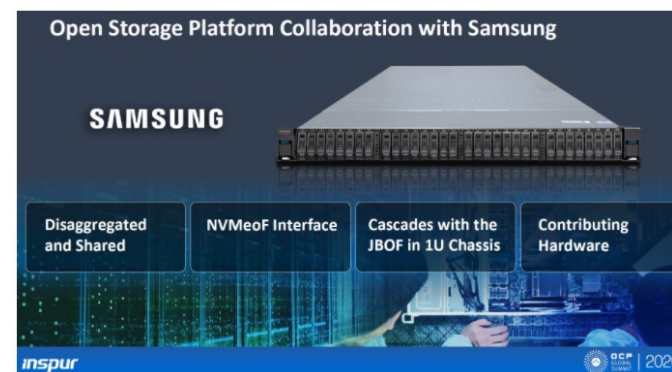 Open Storage Platform Collaboration with Samsung
SAMSUNG
Disaggregated
and Shared
NVMeoF Interface
Cascades with the
JBOF in 1U Chassis
Contributing
Hardware
inspur
OCP
GLOBAL
SUMMIT
2020